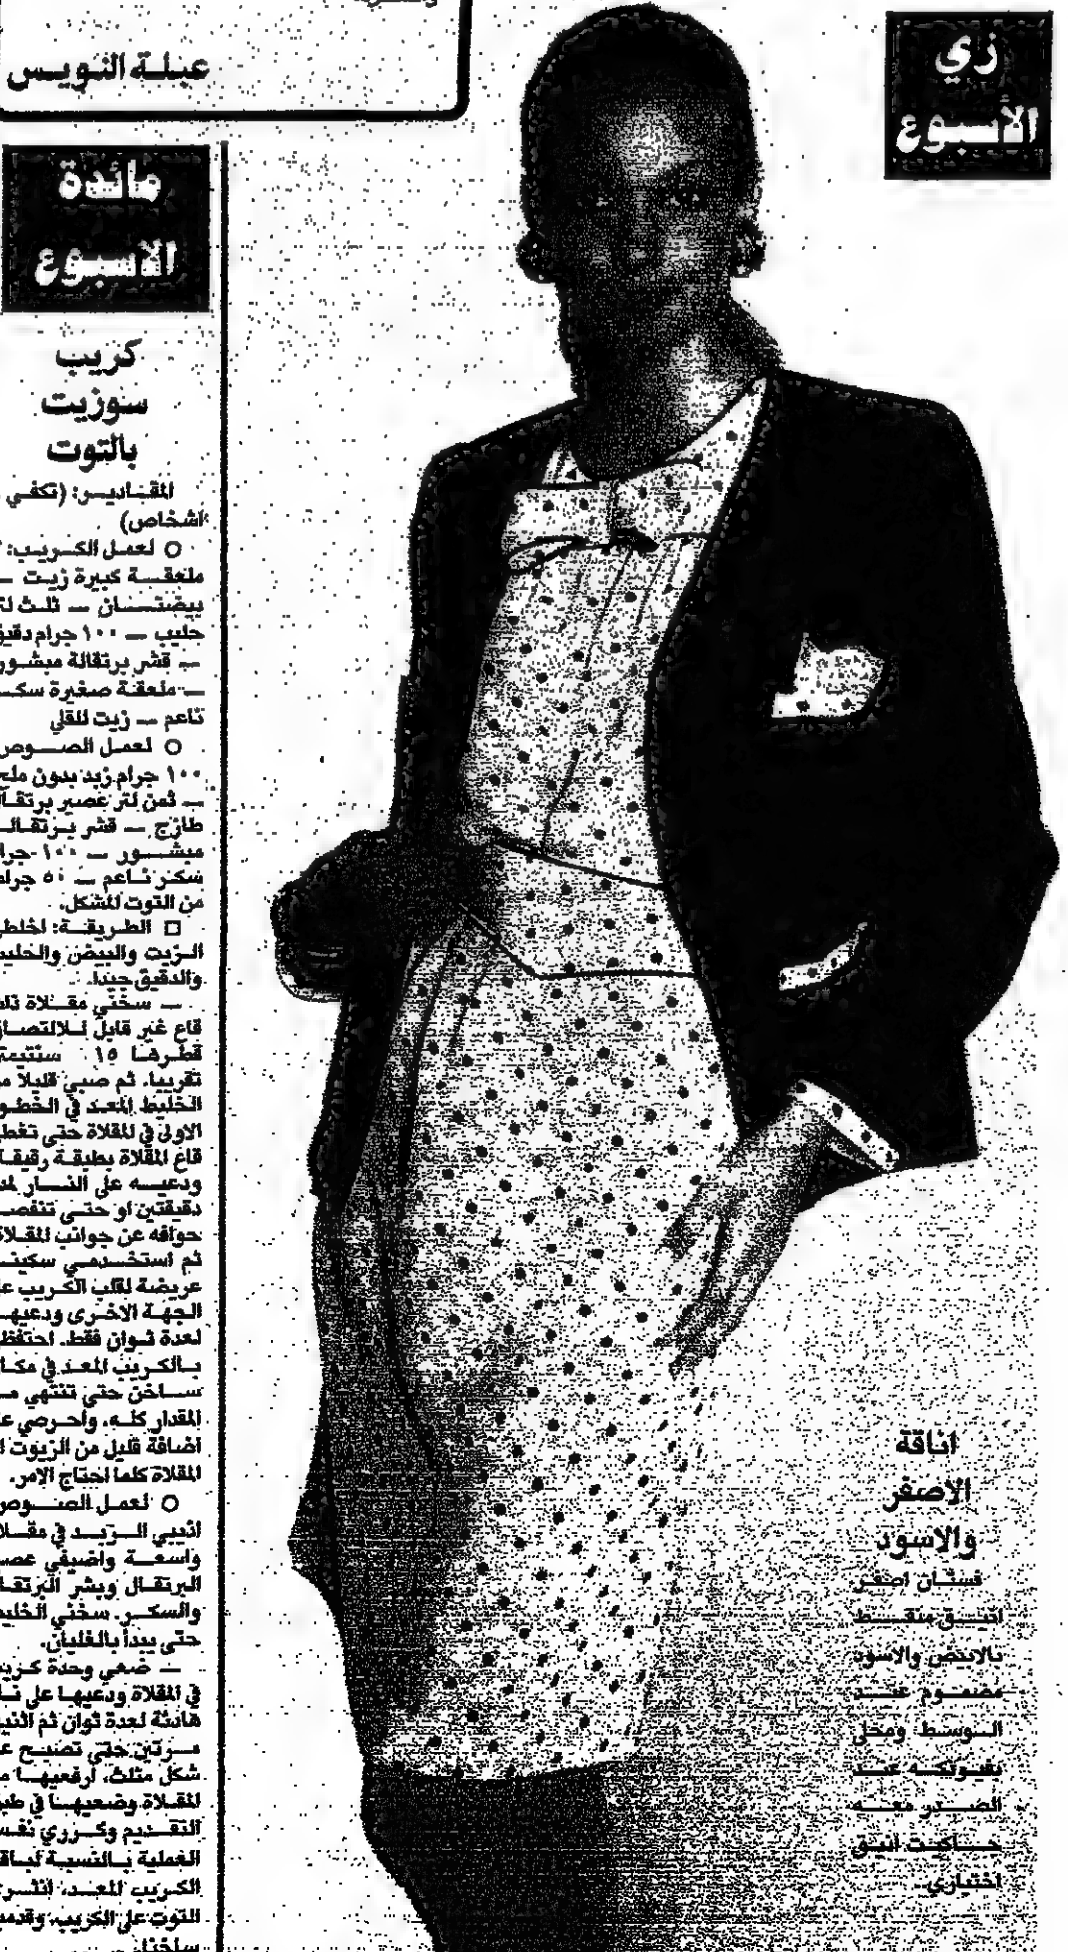 عبلة النويس
زي
الأسبوع
مائدة
الاسبوع
كريب
سوزيت
بالتوت
المقادير: (تكفي
اشخاص)
○ لعمل الكريب:
ملعقة كبيرة زيت —
بيضتان — ثلث لتر
حليب — ١٠٠ جرام دقيق
— قشر برتقالة مبشور
— ملعقة صغيرة سكر
ناعم — زيت للقلي
○ لعمل الصوص
١٠٠ جرام زبد بدون ملح
— ثمن لتر عصير برتقال
طازج — قشر برتقالة
مبشور — ١٠٠ جرام
سكر ناعم — ٥٠ جرام
من التوت المشكل.
□ الطريقة: اخلطي
الزيت والبيض والحليب
والدقيق جيدا.
— سخني مقلاة
قاع غير قابل للالتصاق
قطرها ١٥ سنتيمتر
تقريبا. ثم صبي قليلا من
الخليط المعد في الخطوة
الاولى في المقلاة حتى تغطي
قاع المقلاة بطبقة رقيقة
ودعيه على النار لمدة
دقيقتين او حتى تنفصل
حوافه عن جوانب المقلاة
ثم استخدمي سكينا
عريضة لقلب الكريب على
الجهة الاخرى ودعيها
لعدة ثوان فقط. احتفظي
بالكريب المعد في مكان
ساخن حتى تنتهي من
المقدار كله. واحرصي على
اضافة قليل من الزيوت
المقلاة كلما احتاج الامر.
○ لعمل الصوص
اذيبي الزبد في مقلاة
واسعة واضيفي عصير
البرتقال وبشر البرتقال
والسكر. سخني الخليط
حتى يبدأ بالغليان.
— ضعي وحدة كريب
في المقلاة ودعيها على نار
هادئة لعدة ثوان ثم اثنيها
مرتين حتى تصبح على
شكل مثلث. ارفعيها من
المقلاة وضعيها في طبق
التقديم وكرري نفس
العملية بالنسبة لباقي
الكريب المعد. انثري
التوت على الكريب. وقدميه
ساخنا.
اناقة
الاصفر
والاسود
فستان اصفر
انيق منقط
بالابيض والاسود
مضموم عند
الوسط ومحلى
بفيونكه عند
الصدر معه
جاكيت انيق
اختياري.